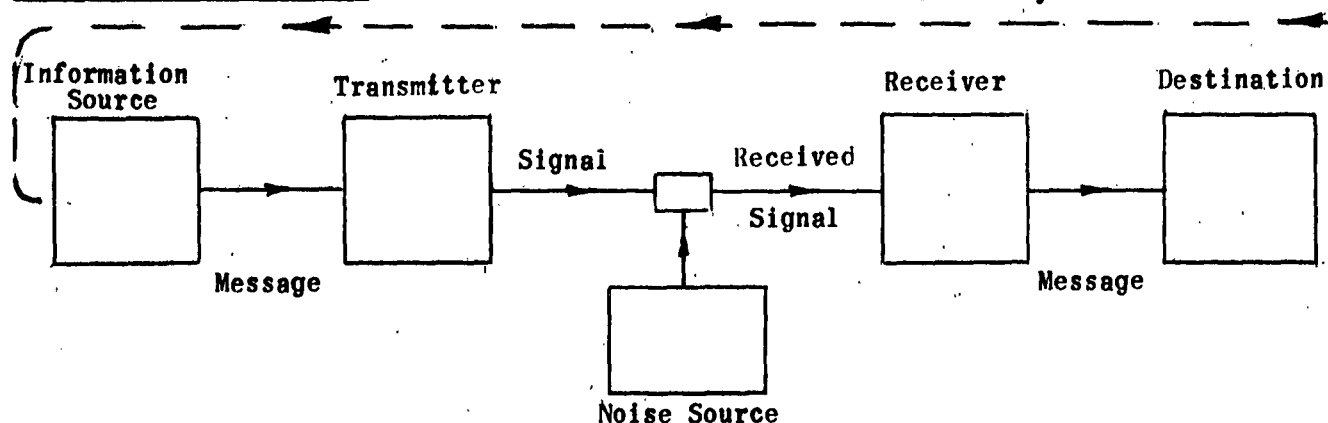 Information
Source
Transmitter
Receiver
Destination
Signal
Received
Signal
Message
Message
Noise Source